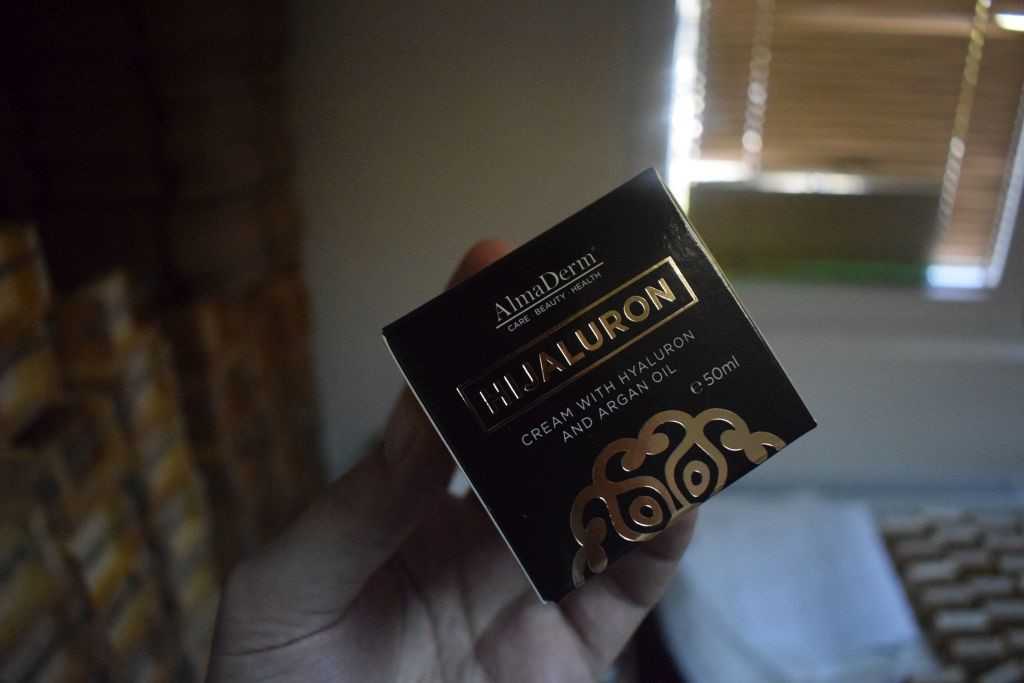 AlmaDerm®
CARE BEAUTY HEALTH
HIJALURON
CREAM WITH HYALURON
AND ARGAN OIL
℮ 50ml